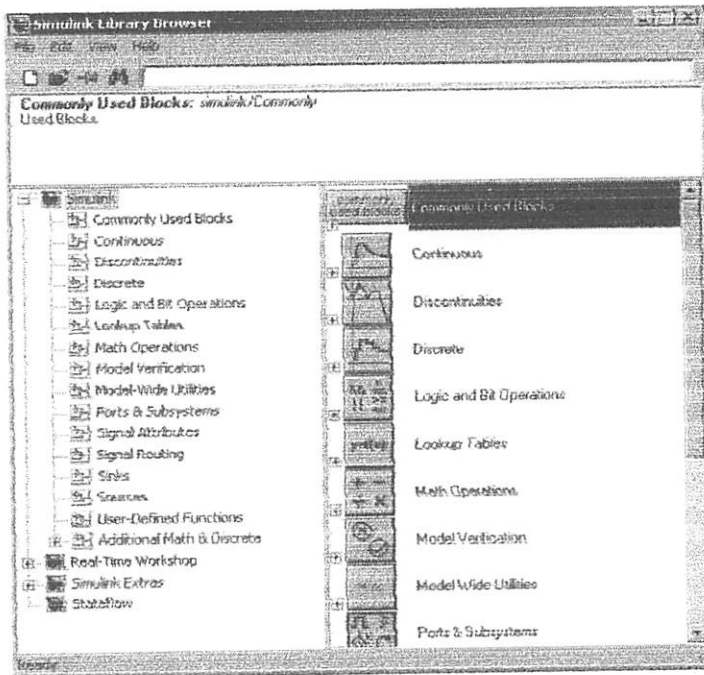 Simulink Library Browser
File Edit View Help
Commonly Used Blocks: simulink/Commonly
Used Blocks
Simulink
Commonly Used Blocks
Continuous
Discontinuities
Discrete
Logic and Bit Operations
Lookup Tables
Math Operations
Model Verification
Model-Wide Utilities
Ports & Subsystems
Signal Attributes
Signal Routing
Sinks
Sources
User-Defined Functions
Additional Math & Discrete
Real-Time Workshop
Simulink Extras
Stateflow
Commonly Used Blocks
Continuous
Discontinuities
Discrete
Logic and Bit Operations
Lookup Tables
Math Operations
Model Verification
Model-Wide Utilities
Ports & Subsystems
Ready